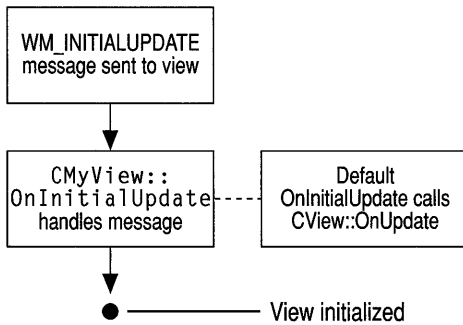 WM_INITIALUPDATE
message sent to view
CMyView::
OnInitialUpdate
handles message
Default
OnInitialUpdate calls
CView::OnUpdate
View initialized